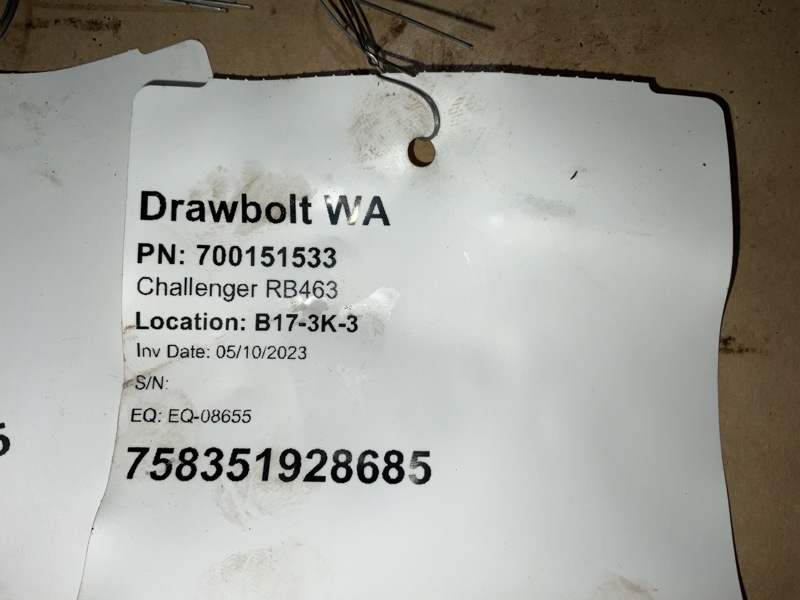 Drawbolt WA
PN: 700151533
Challenger RB463
Location: B17-3K-3
Inv Date: 05/10/2023
S/N:
EQ: EQ-08655
758351928685